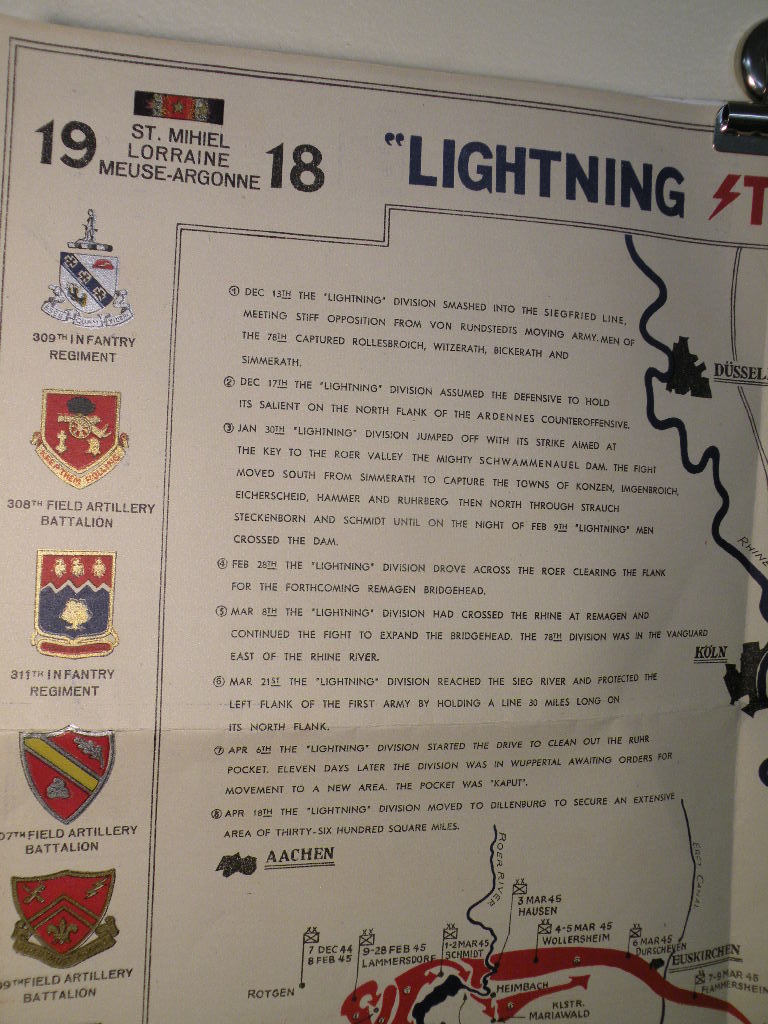 19 18
ST. MIHIEL
LORRAINE
MEUSE-ARGONNE
"LIGHTNING
309TH INFANTRY
REGIMENT
308TH FIELD ARTILLERY
BATTALION
311TH INFANTRY
REGIMENT
07TH FIELD ARTILLERY
BATTALION
09TH FIELD ARTILLERY
BATTALION
① DEC 13TH THE "LIGHTNING" DIVISION SMASHED INTO THE SIEGFRIED LINE,
MEETING STIFF OPPOSITION FROM VON RUNDSTEDTS MOVING ARMY. MEN OF
THE 78TH CAPTURED ROLLESBROICH, WITZERATH, BICKERATH AND
SIMMERATH.
② DEC 17TH THE "LIGHTNING" DIVISION ASSUMED THE DEFENSIVE TO HOLD
ITS SALIENT ON THE NORTH FLANK OF THE ARDENNES COUNTEROFFENSIVE.
③ JAN 30TH "LIGHTNING" DIVISION JUMPED OFF WITH ITS STRIKE AIMED AT
THE KEY TO THE ROER VALLEY THE MIGHTY SCHWAMMENAUEL DAM. THE FIGHT
MOVED SOUTH FROM SIMMERATH TO CAPTURE THE TOWNS OF KONZEN, IMGENBROICH,
EICHERSCHEID, HAMMER AND RUHRBERG THEN NORTH THROUGH STRAUCH
STECKENBORN AND SCHMIDT UNTIL ON THE NIGHT OF FEB 9TH "LIGHTNING" MEN
CROSSED THE DAM.
④ FEB 28TH THE "LIGHTNING" DIVISION DROVE ACROSS THE ROER CLEARING THE FLANK
FOR THE FORTHCOMING REMAGEN BRIDGEHEAD.
⑤ MAR 8TH THE "LIGHTNING" DIVISION HAD CROSSED THE RHINE AT REMAGEN AND
CONTINUED THE FIGHT TO EXPAND THE BRIDGEHEAD. THE 78TH DIVISION WAS IN THE VANGUARD
EAST OF THE RHINE RIVER.
⑥ MAR 21ST THE "LIGHTNING" DIVISION REACHED THE SIEG RIVER AND PROTECTED THE
LEFT FLANK OF THE FIRST ARMY BY HOLDING A LINE 30 MILES LONG ON
ITS NORTH FLANK.
⑦ APR 6TH THE "LIGHTNING" DIVISION STARTED THE DRIVE TO CLEAN OUT THE RUHR
POCKET. ELEVEN DAYS LATER THE DIVISION WAS IN WUPPERTAL AWAITING ORDERS FOR
MOVEMENT TO A NEW AREA. THE POCKET WAS "KAPUT".
⑧ APR 18TH THE "LIGHTNING" DIVISION MOVED TO DILLENBURG TO SECURE AN EXTENSIVE
AREA OF THIRTY-SIX HUNDRED SQUARE MILES.
DÜSSEL
RHINE
KÖLN
AACHEN
ROER RIVER
ERFT CANAL
3 MAR 45
HAUSEN
7 DEC 44
8 FEB 45
ROTGEN
9-28 FEB 45
LAMMERSDORF
1-2 MAR 45
SCHMIDT
4-5 MAR 45
WOLLERSHEIM
6 MAR 45
DURSCHEVEN
EUSKIRCHEN
7-8 MAR 45
FLAMMERSHEIM
HEIMBACH
KLSTR.
MARIAWALD